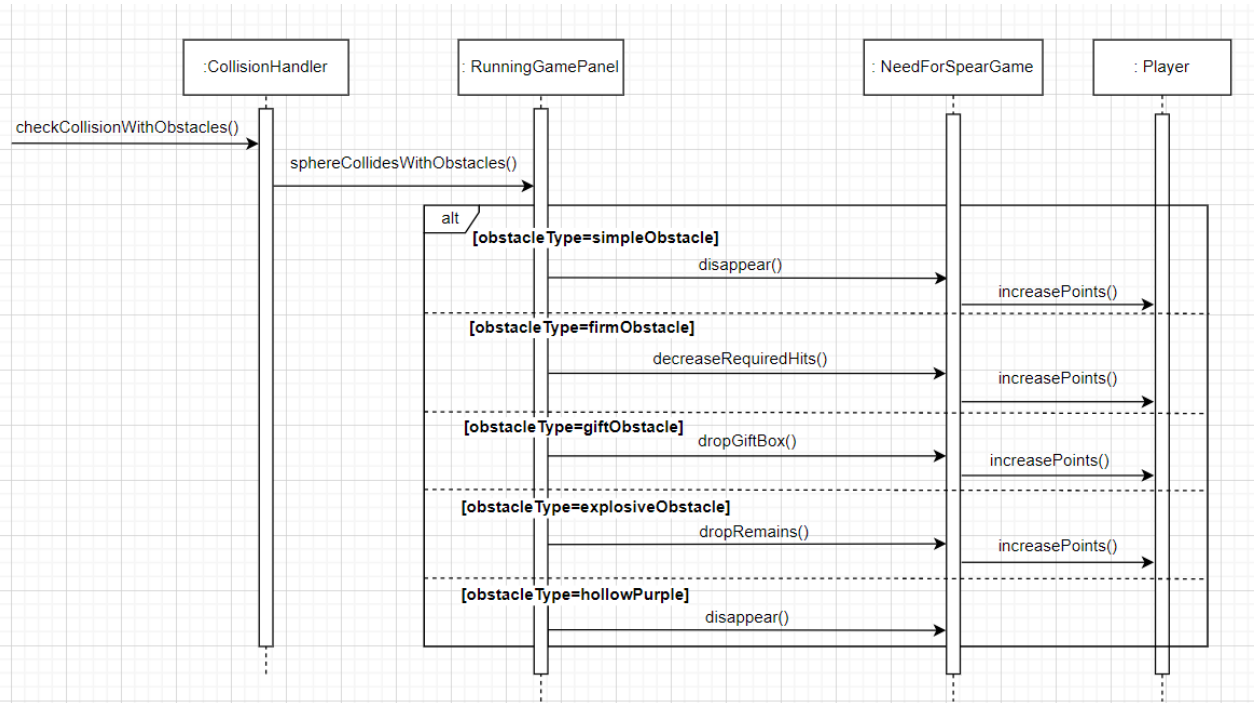 :CollisionHandler
: RunningGamePanel
: NeedForSpearGame
: Player
checkCollisionWithObstacles()
sphereCollidesWithObstacles()
alt
[obstacleType=simpleObstacle]
disappear()
increasePoints()
[obstacleType=firmObstacle]
decreaseRequiredHits()
increasePoints()
[obstacleType=giftObstacle]
dropGiftBox()
increasePoints()
[obstacleType=explosiveObstacle]
dropRemains()
increasePoints()
[obstacleType=hollowPurple]
disappear()